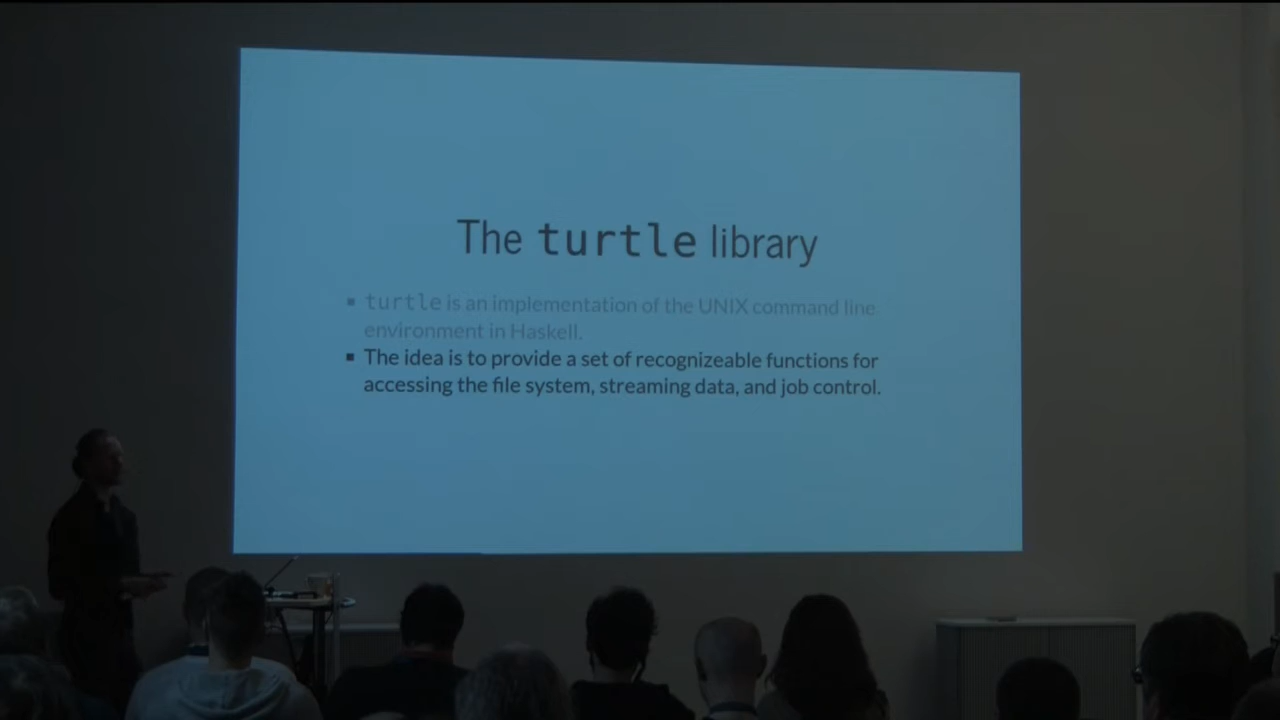 The turtle library
▪ turtle is an implementation of the UNIX command line
environment in Haskell.
▪ The idea is to provide a set of recognizeable functions for
accessing the file system, streaming data, and job control.